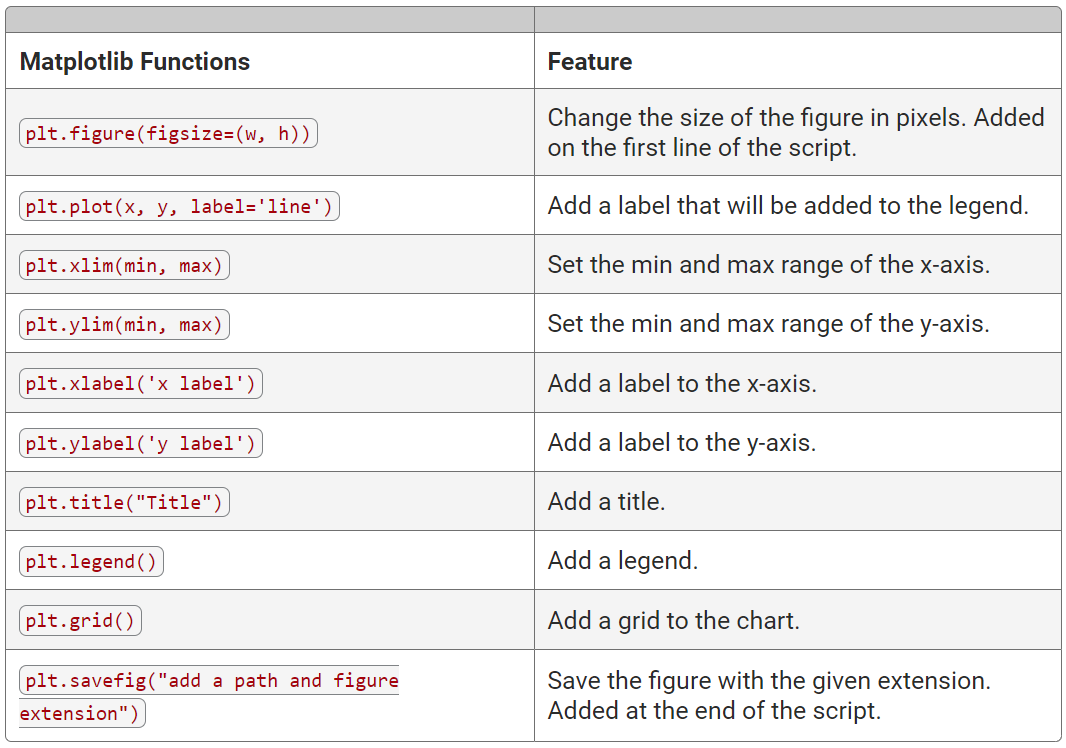 Matplotlib Functions
Feature
plt.figure(figsize=(w, h))
Change the size of the figure in pixels. Added
on the first line of the script.
plt.plot(x, y, label='line')
Add a label that will be added to the legend.
plt.xlim(min, max)
Set the min and max range of the x-axis.
plt.ylim(min, max)
Set the min and max range of the y-axis.
plt.xlabel('x label')
Add a label to the x-axis.
plt.ylabel('y label')
Add a label to the y-axis.
plt.title("Title")
Add a title.
plt.legend()
Add a legend.
plt.grid()
Add a grid to the chart.
plt.savefig("add a path and figure
extension")
Save the figure with the given extension.
Added at the end of the script.